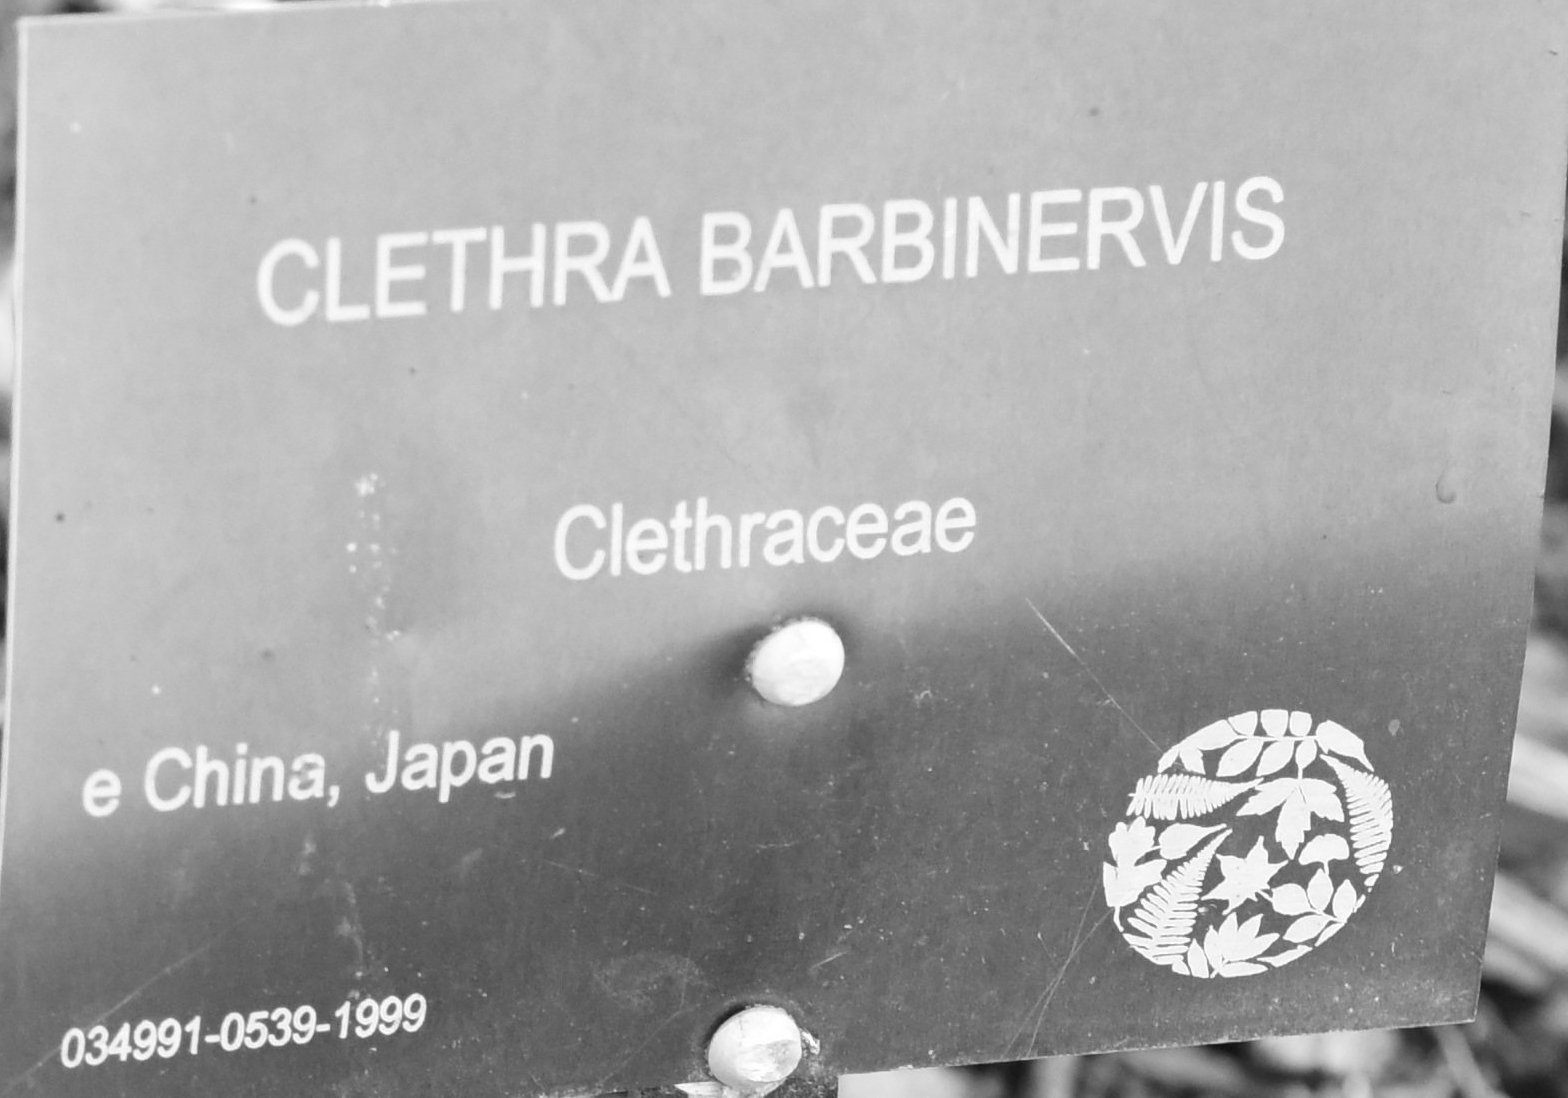 CLETHRA BARBINERVIS
Clethraceae
e China, Japan
034991-0539-1999